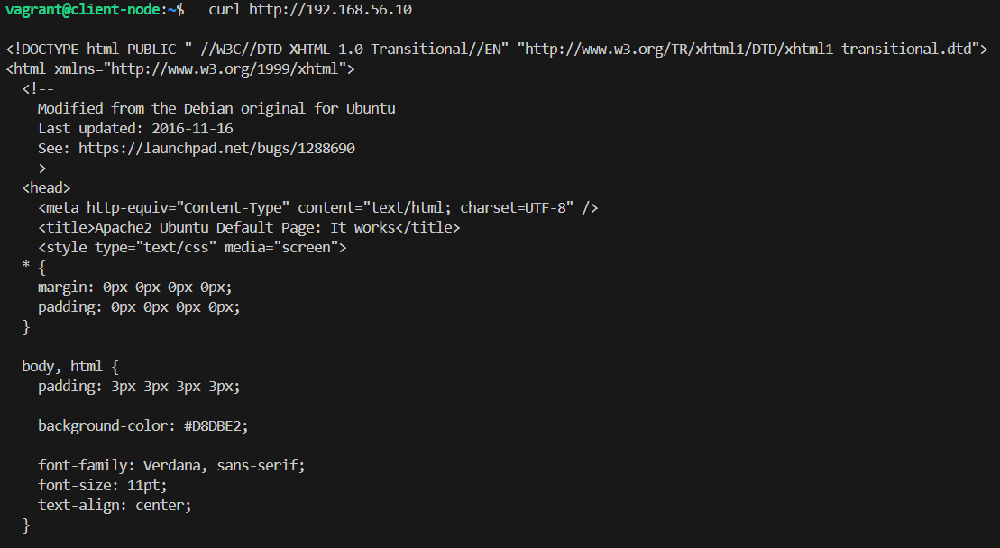 vagrant@client-node:~$   curl http://192.168.56.10
<!DOCTYPE html PUBLIC "-//W3C//DTD XHTML 1.0 Transitional//EN" "http://www.w3.org/TR/xhtml1/DTD/xhtml1-transitional.dtd">
<html xmlns="http://www.w3.org/1999/xhtml">
  <!--
    Modified from the Debian original for Ubuntu
    Last updated: 2016-11-16
    See: https://launchpad.net/bugs/1288690
  -->
  <head>
    <meta http-equiv="Content-Type" content="text/html; charset=UTF-8" />
    <title>Apache2 Ubuntu Default Page: It works</title>
    <style type="text/css" media="screen">
  * {
    margin: 0px 0px 0px 0px;
    padding: 0px 0px 0px 0px;
  }
  body, html {
    padding: 3px 3px 3px 3px;
    background-color: #D8DBE2;
    font-family: Verdana, sans-serif;
    font-size: 11pt;
    text-align: center;
  }